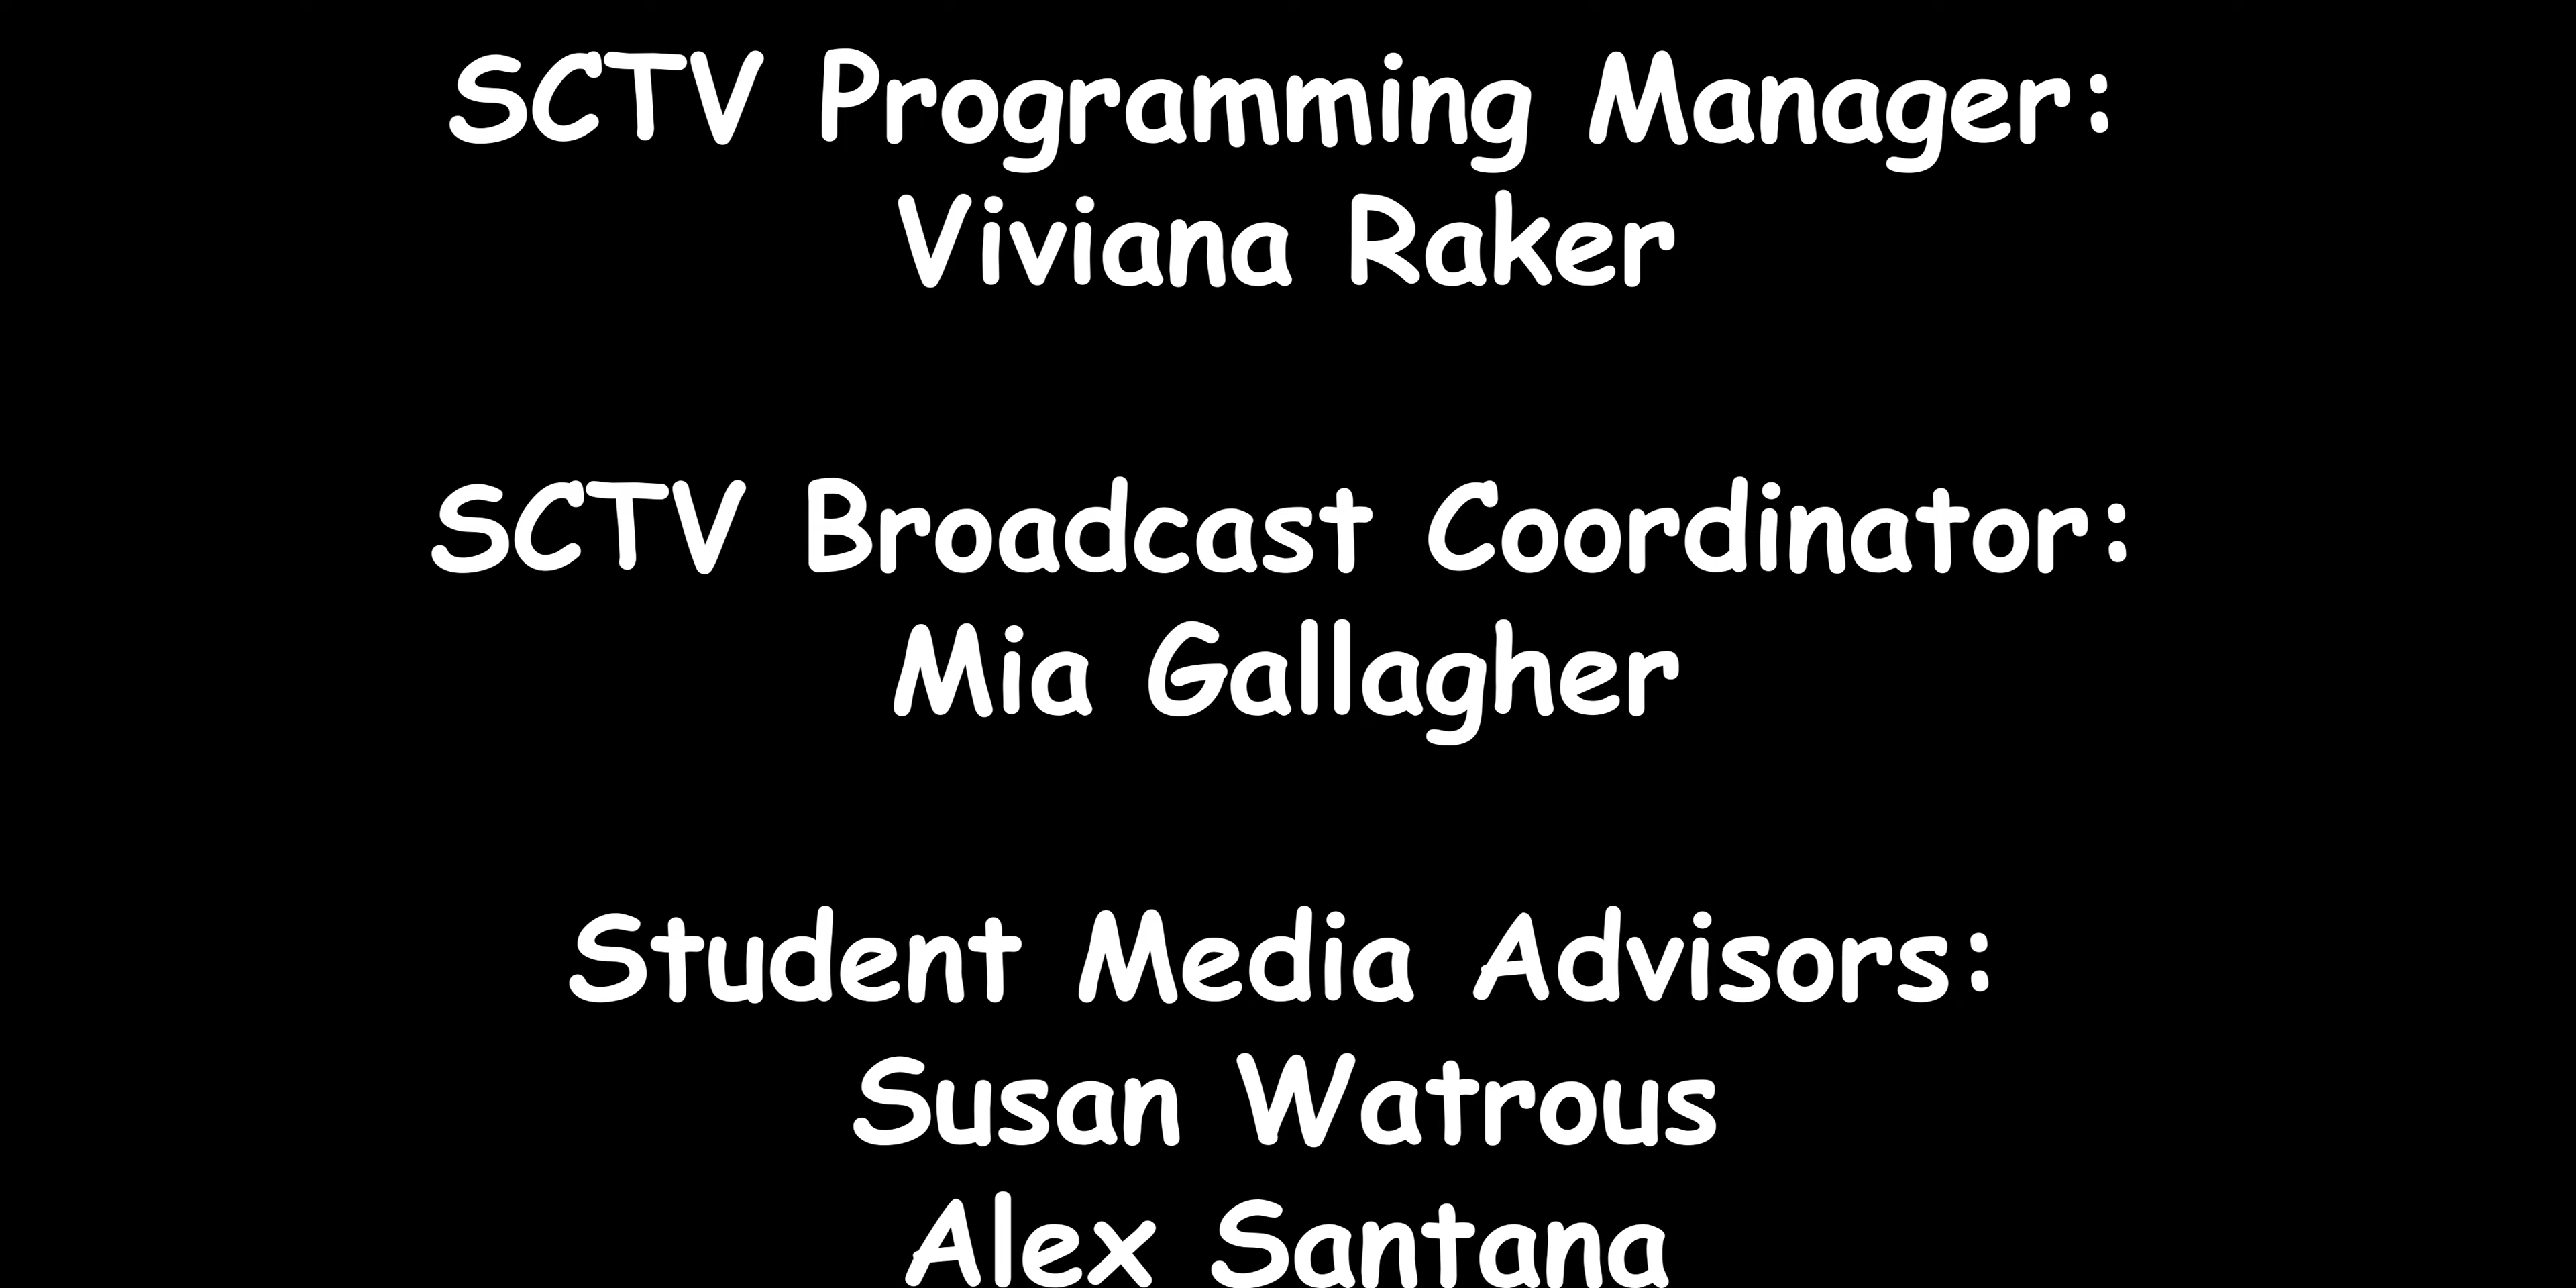 SCTV Programming Manager:
Viviana Raker
SCTV Broadcast Coordinator:
Mia Gallagher
Student Media Advisors:
Susan Watrous
Alex Santana